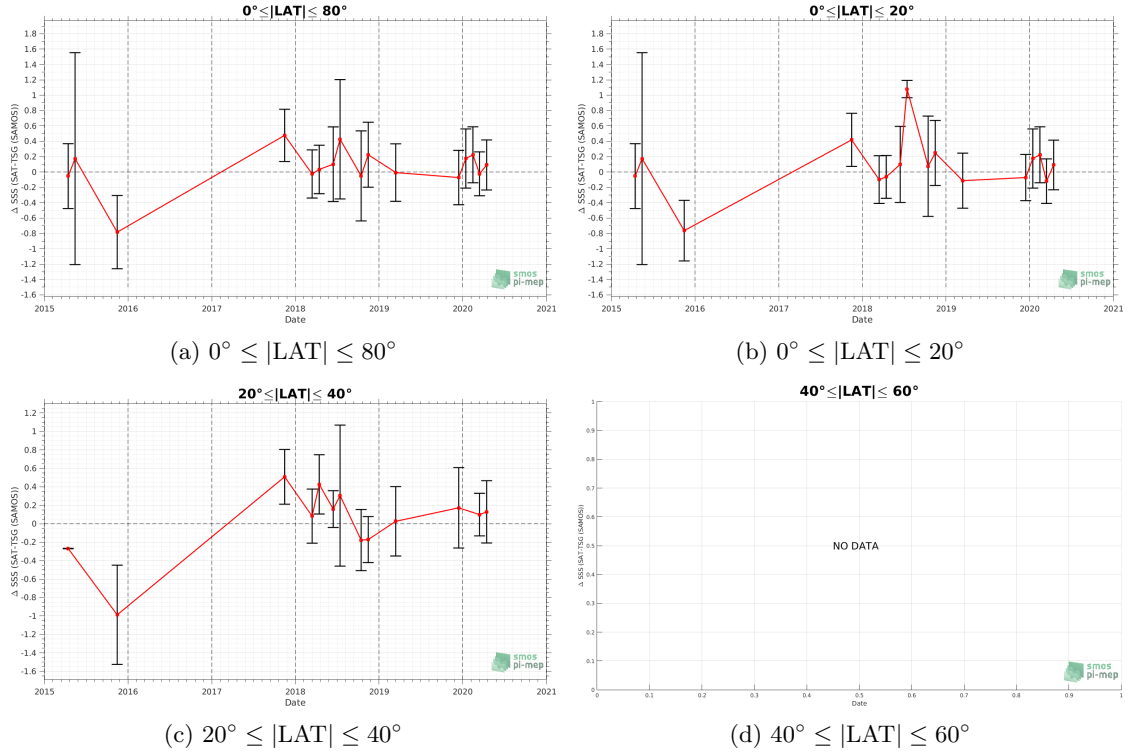 0°≤|LAT|≤ 80°
Δ SSS (SAT-TSG (SAMOS))
1.8
1.6
1.4
1.2
1
0.8
0.6
0.4
0.2
0
-0.2
-0.4
-0.6
-0.8
-1
-1.2
-1.4
-1.6
2015 2016 2017 2018 2019 2020 2021
Date
smos
pi-mep
(a) 0° ≤ |LAT| ≤ 80°
0°≤|LAT|≤ 20°
Δ SSS (SAT-TSG (SAMOS))
1.8
1.6
1.4
1.2
1
0.8
0.6
0.4
0.2
0
-0.2
-0.4
-0.6
-0.8
-1
-1.2
-1.4
-1.6
2015 2016 2017 2018 2019 2020 2021
Date
smos
pi-mep
(b) 0° ≤ |LAT| ≤ 20°
20°≤|LAT|≤ 40°
Δ SSS (SAT-TSG (SAMOS))
1.2
1
0.8
0.6
0.4
0.2
0
-0.2
-0.4
-0.6
-0.8
-1
-1.2
-1.4
-1.6
2015 2016 2017 2018 2019 2020 2021
Date
smos
pi-mep
(c) 20° ≤ |LAT| ≤ 40°
40°≤|LAT|≤ 60°
Δ SSS (SAT-TSG (SAMOS))
1
0.9
0.8
0.7
0.6
0.5
0.4
0.3
0.2
0.1
0
NO DATA
0 0.1 0.2 0.3 0.4 0.5 0.6 0.7 0.8 0.9 1
Date
smos
pi-mep
(d) 40° ≤ |LAT| ≤ 60°